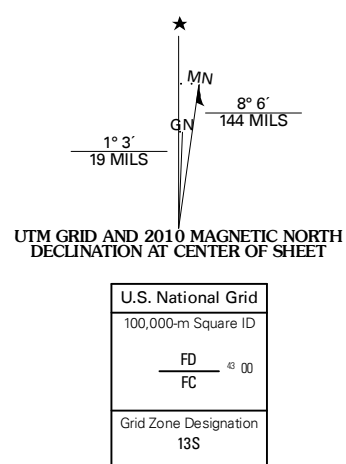 ★
MN
GN
8° 6´
144 MILS
1° 3´
19 MILS
UTM GRID AND 2010 MAGNETIC NORTH
DECLINATION AT CENTER OF SHEET
U.S. National Grid
100,000-m Square ID
FD
43 00
FC
Grid Zone Designation
13S